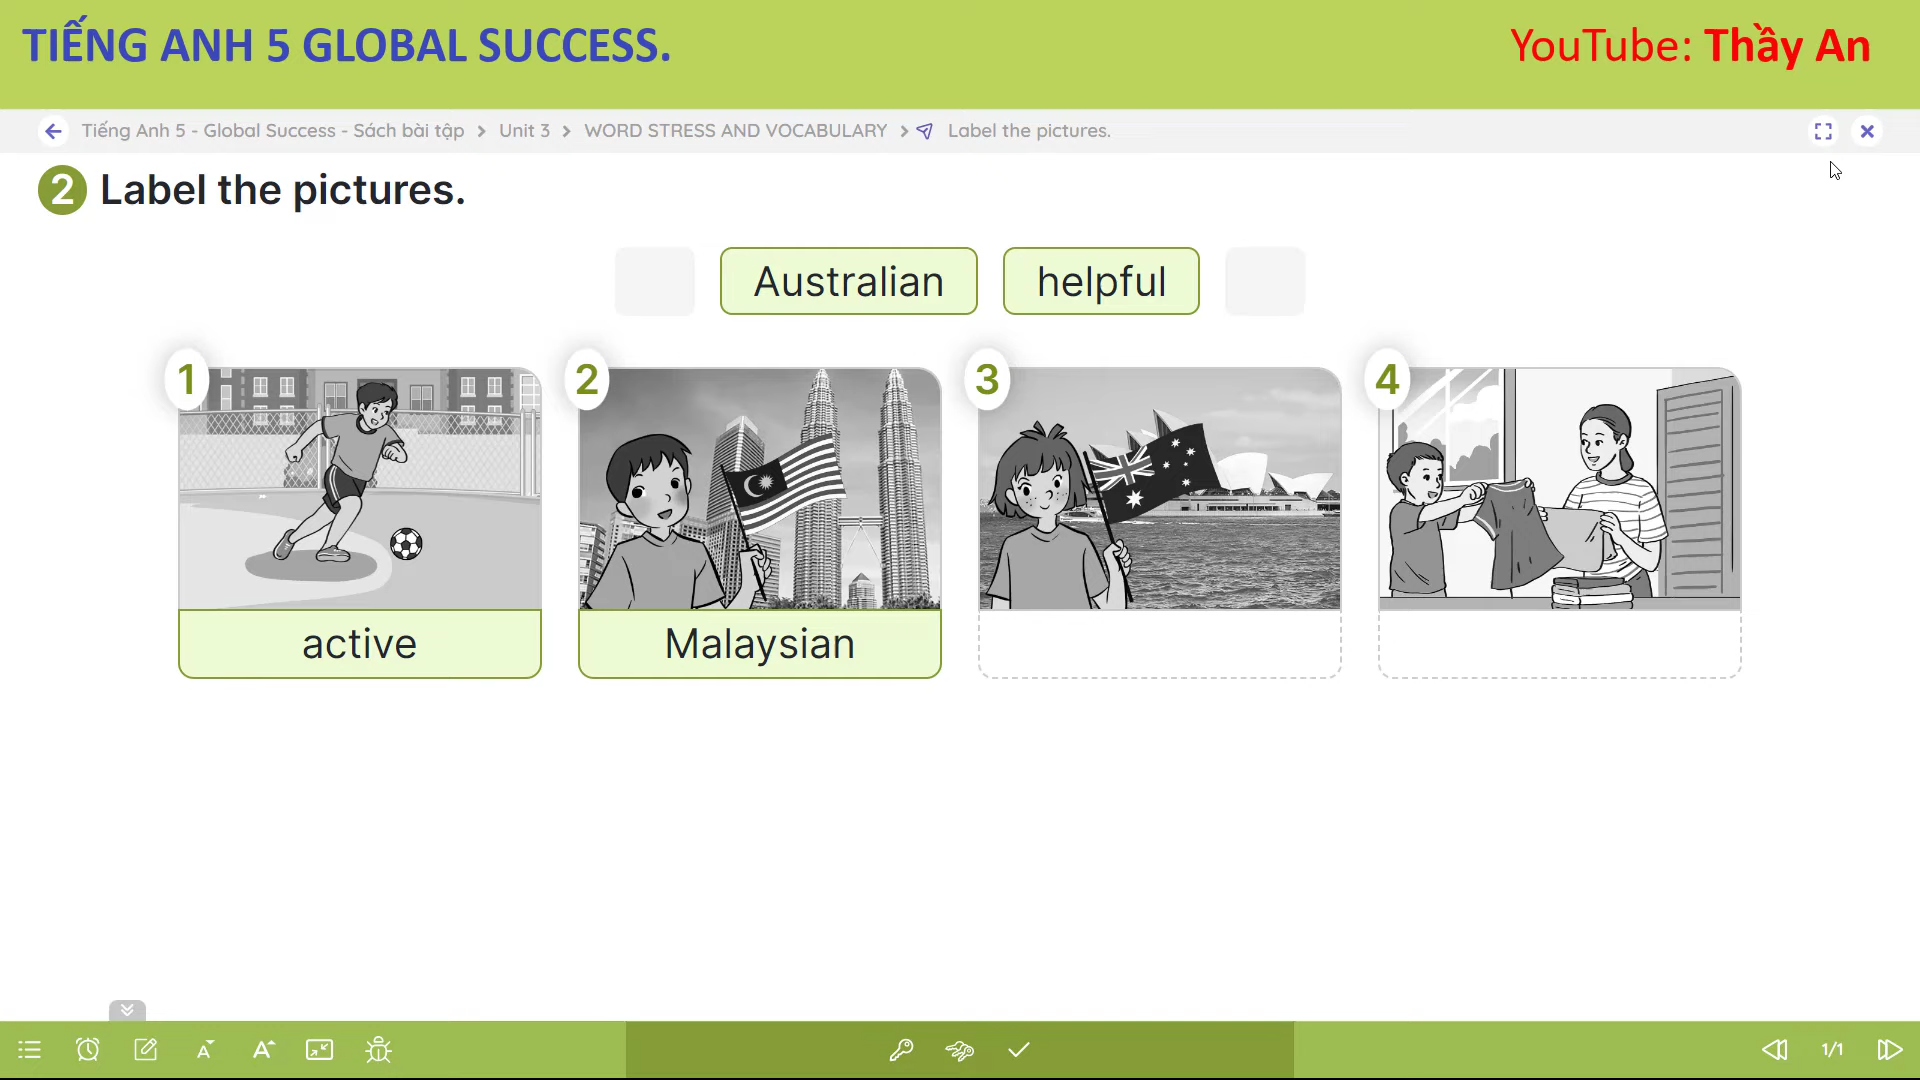 TIẾNG ANH 5 GLOBAL SUCCESS.
YouTube: Thầy An
Tiếng Anh 5 - Global Success - Sách bài tập > Unit 3 > WORD STRESS AND VOCABULARY > Label the pictures.
2 Label the pictures.
Australian helpful
1 2 3 4
active Malaysian
1/1